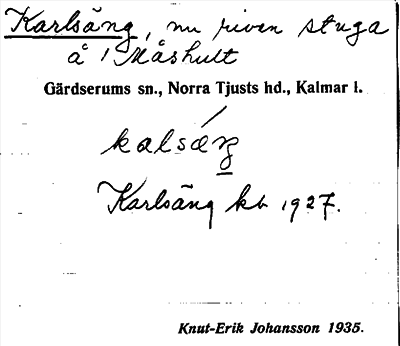 Karlsäng, nu riven stuga
å 1 Måshult
Gärdserums sn., Norra Tjusts hd., Kalmar l.
kalsæŋ
Karlsäng kb 1927.
Knut-Erik Johansson 1935.